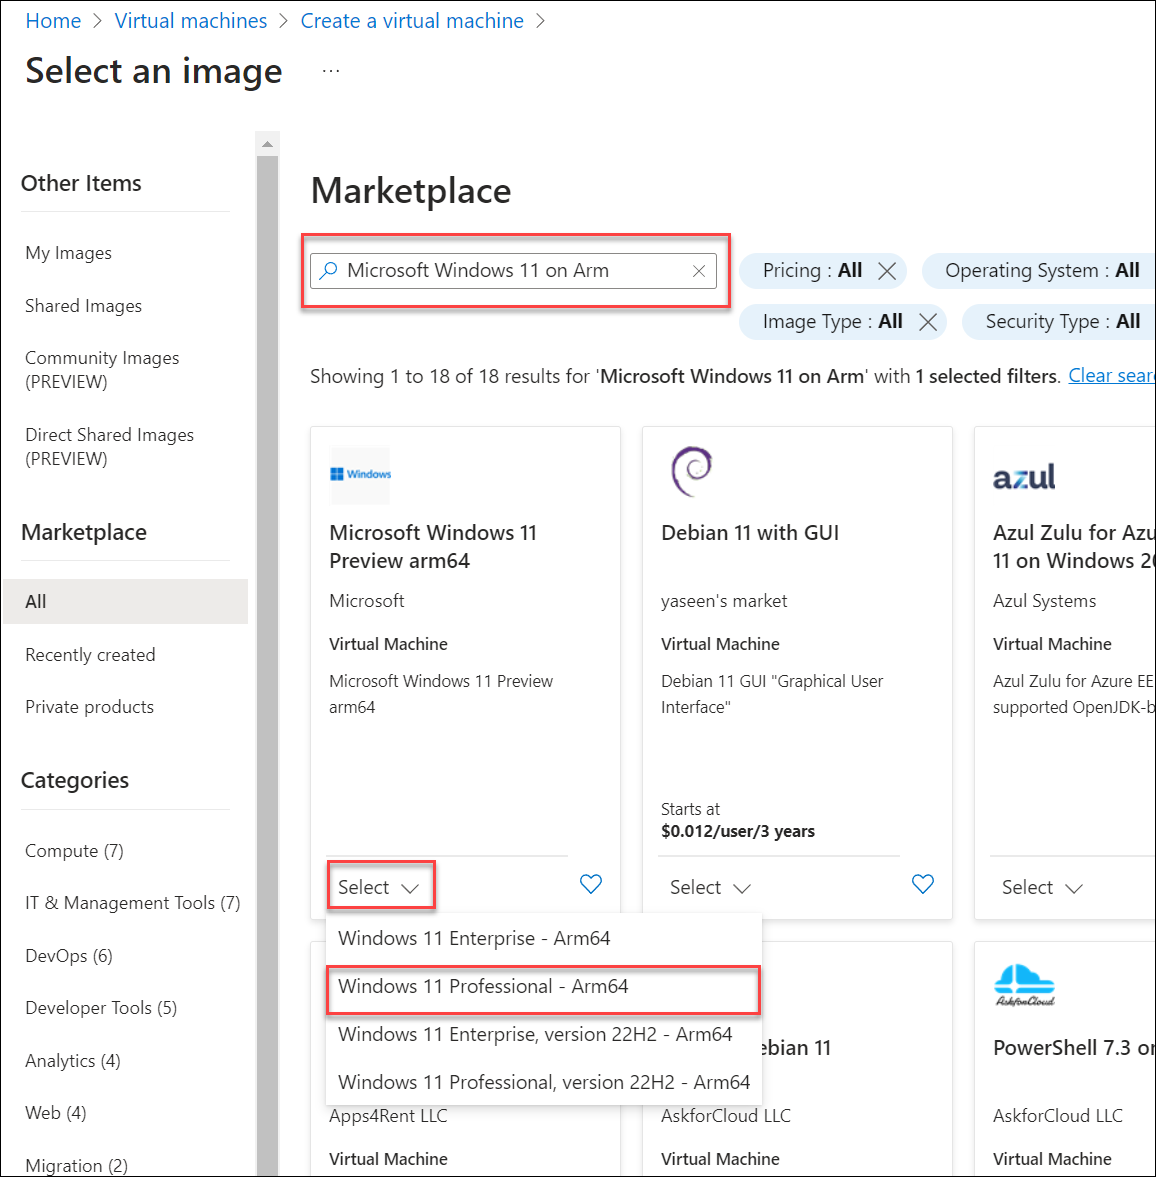 Home > Virtual machines > Create a virtual machine >
Select an image ...
Other Items
My Images
Shared Images
Community Images
(PREVIEW)
Direct Shared Images
(PREVIEW)
Marketplace
All
Recently created
Private products
Categories
Compute (7)
IT & Management Tools (7)
DevOps (6)
Developer Tools (5)
Analytics (4)
Web (4)
Migration (2)
Marketplace
Microsoft Windows 11 on Arm
Pricing : All
Operating System : All
Image Type : All
Security Type : All
Showing 1 to 18 of 18 results for 'Microsoft Windows 11 on Arm' with 1 selected filters. Clear sear
Windows
Microsoft Windows 11
Preview arm64
Microsoft
Virtual Machine
Microsoft Windows 11 Preview
arm64
Select
Windows 11 Enterprise - Arm64
Windows 11 Professional - Arm64
Windows 11 Enterprise, version 22H2 - Arm64
Windows 11 Professional, version 22H2 - Arm64
Debian 11 with GUI
yaseen's market
Virtual Machine
Debian 11 GUI "Graphical User
Interface"
Starts at
$0.012/user/3 years
Select
azul
Azul Zulu for Azu
11 on Windows 20
Azul Systems
Virtual Machine
Azul Zulu for Azure EE
supported OpenJDK-b
Select
Apps4Rent LLC
Virtual Machine
ebian 11
AskforCloud LLC
Virtual Machine
AskforCloud
PowerShell 7.3 on
AskforCloud LLC
Virtual Machine